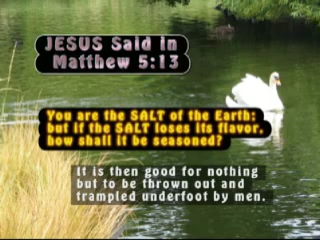 JESUS Said in
Matthew 5:13
You are the SALT of the Earth;
but if the SALT loses its flavor,
how shall it be seasoned?
It is then good for nothing
but to be thrown out and
trampled underfoot by men.